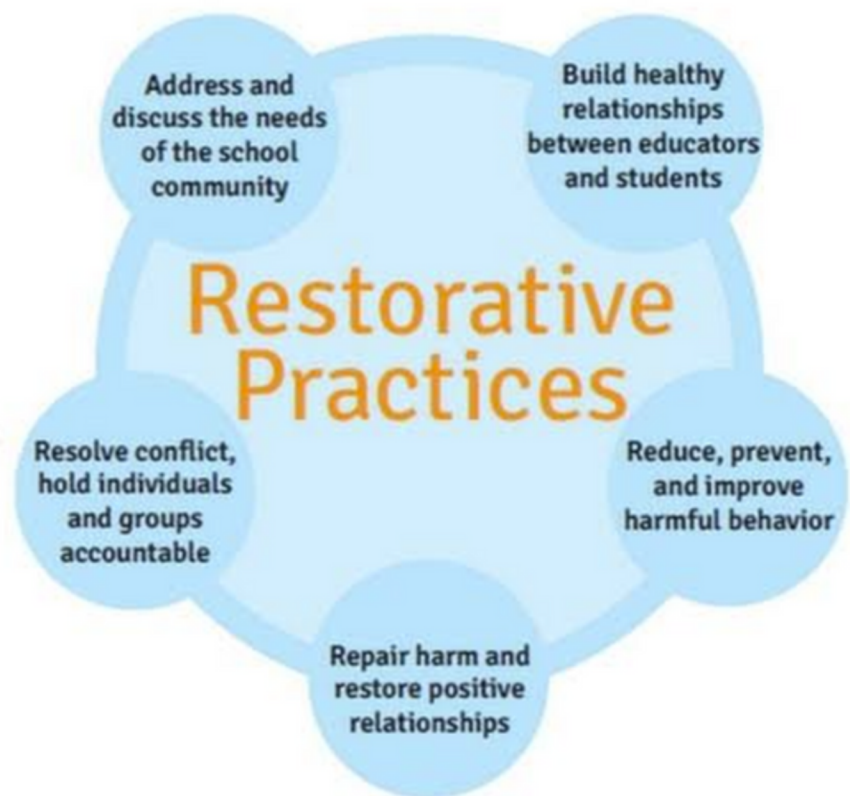 Address and
discuss the needs
of the school
community
Build healthy
relationships
between educators
and students
Restorative
Practices
Resolve conflict,
hold individuals
and groups
accountable
Reduce, prevent,
and improve
harmful behavior
Repair harm and
restore positive
relationships